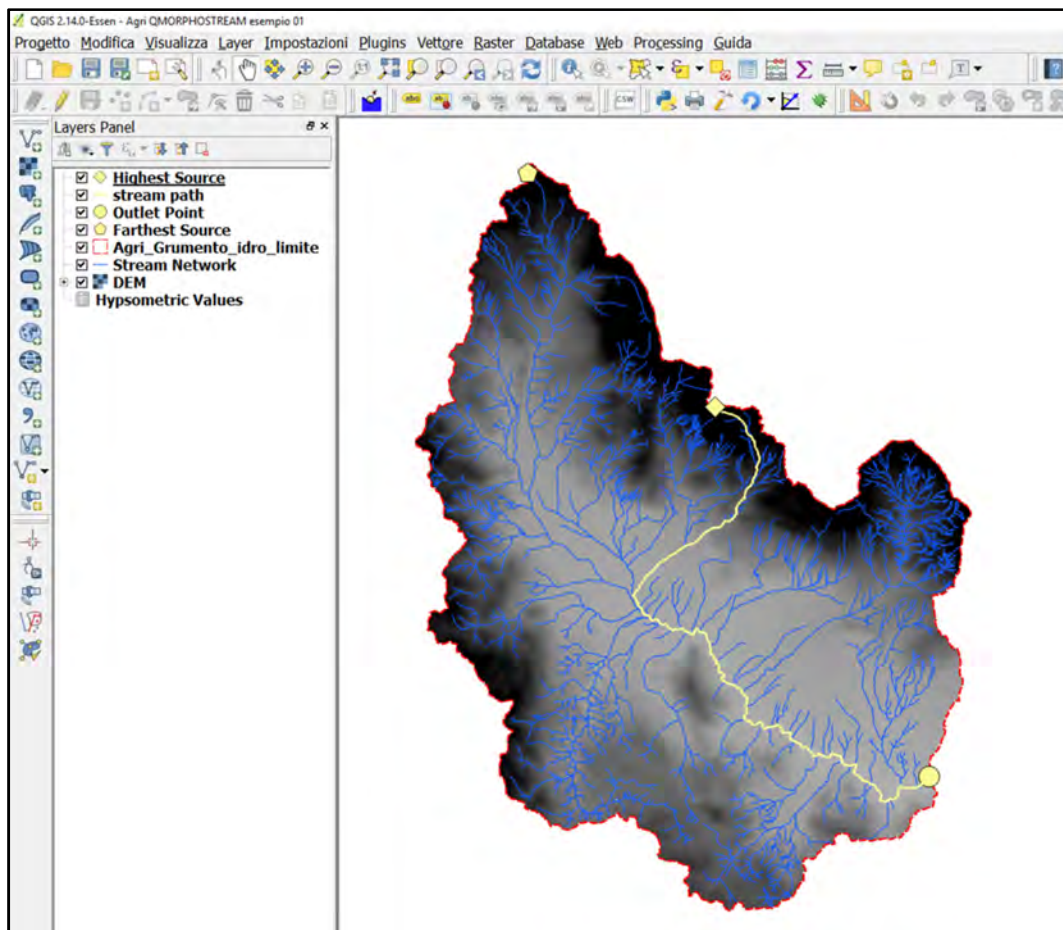 QGIS 2.14.0-Essen - Agri QMORPHOSTREAM esempio 01
Progetto Modifica Visualizza Layer Impostazioni Plugins Vettore Raster Database Web Processing Guida
Layers Panel
Highest Source
stream path
Outlet Point
Farthest Source
Agri_Grumento_idro_limite
Stream Network
DEM
Hypsometric Values